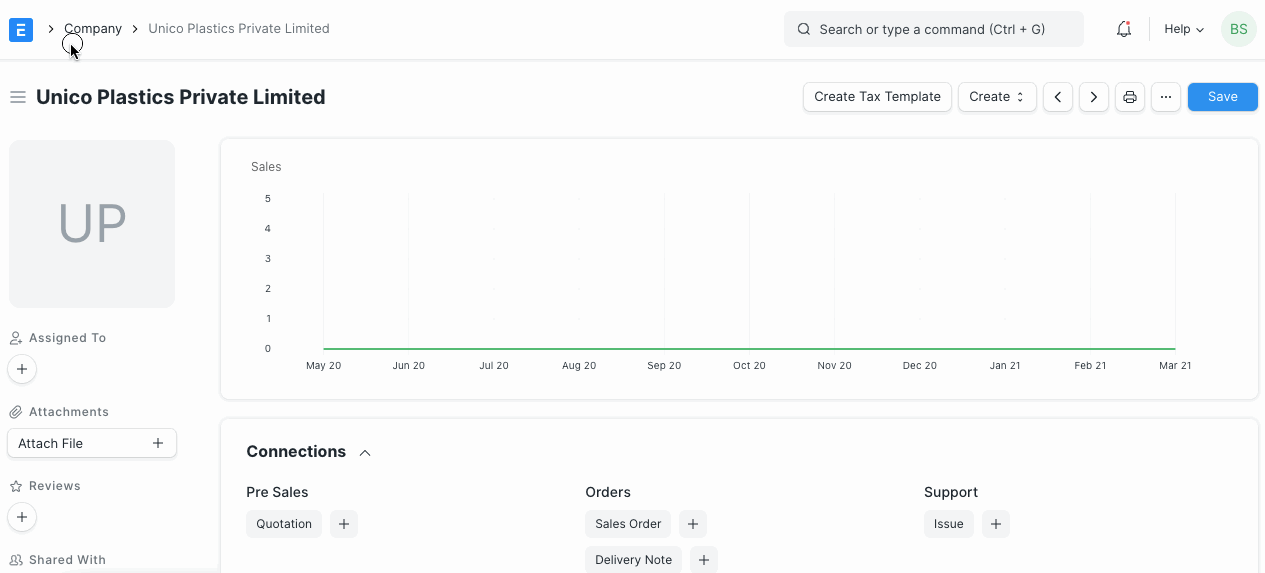 E
Company
Unico Plastics Private Limited
Search or type a command (Ctrl + G)
Help
BS
Unico Plastics Private Limited
Create Tax Template
Create
...
Save
UP
Assigned To
+
Attachments
Attach File +
Reviews
+
Shared With
Sales
5
4
3
2
1
0
May 20 Jun 20 Jul 20 Aug 20 Sep 20 Oct 20 Nov 20 Dec 20 Jan 21 Feb 21 Mar 21
Connections
Pre Sales
Quotation +
Orders
Sales Order +
Delivery Note +
Support
Issue +